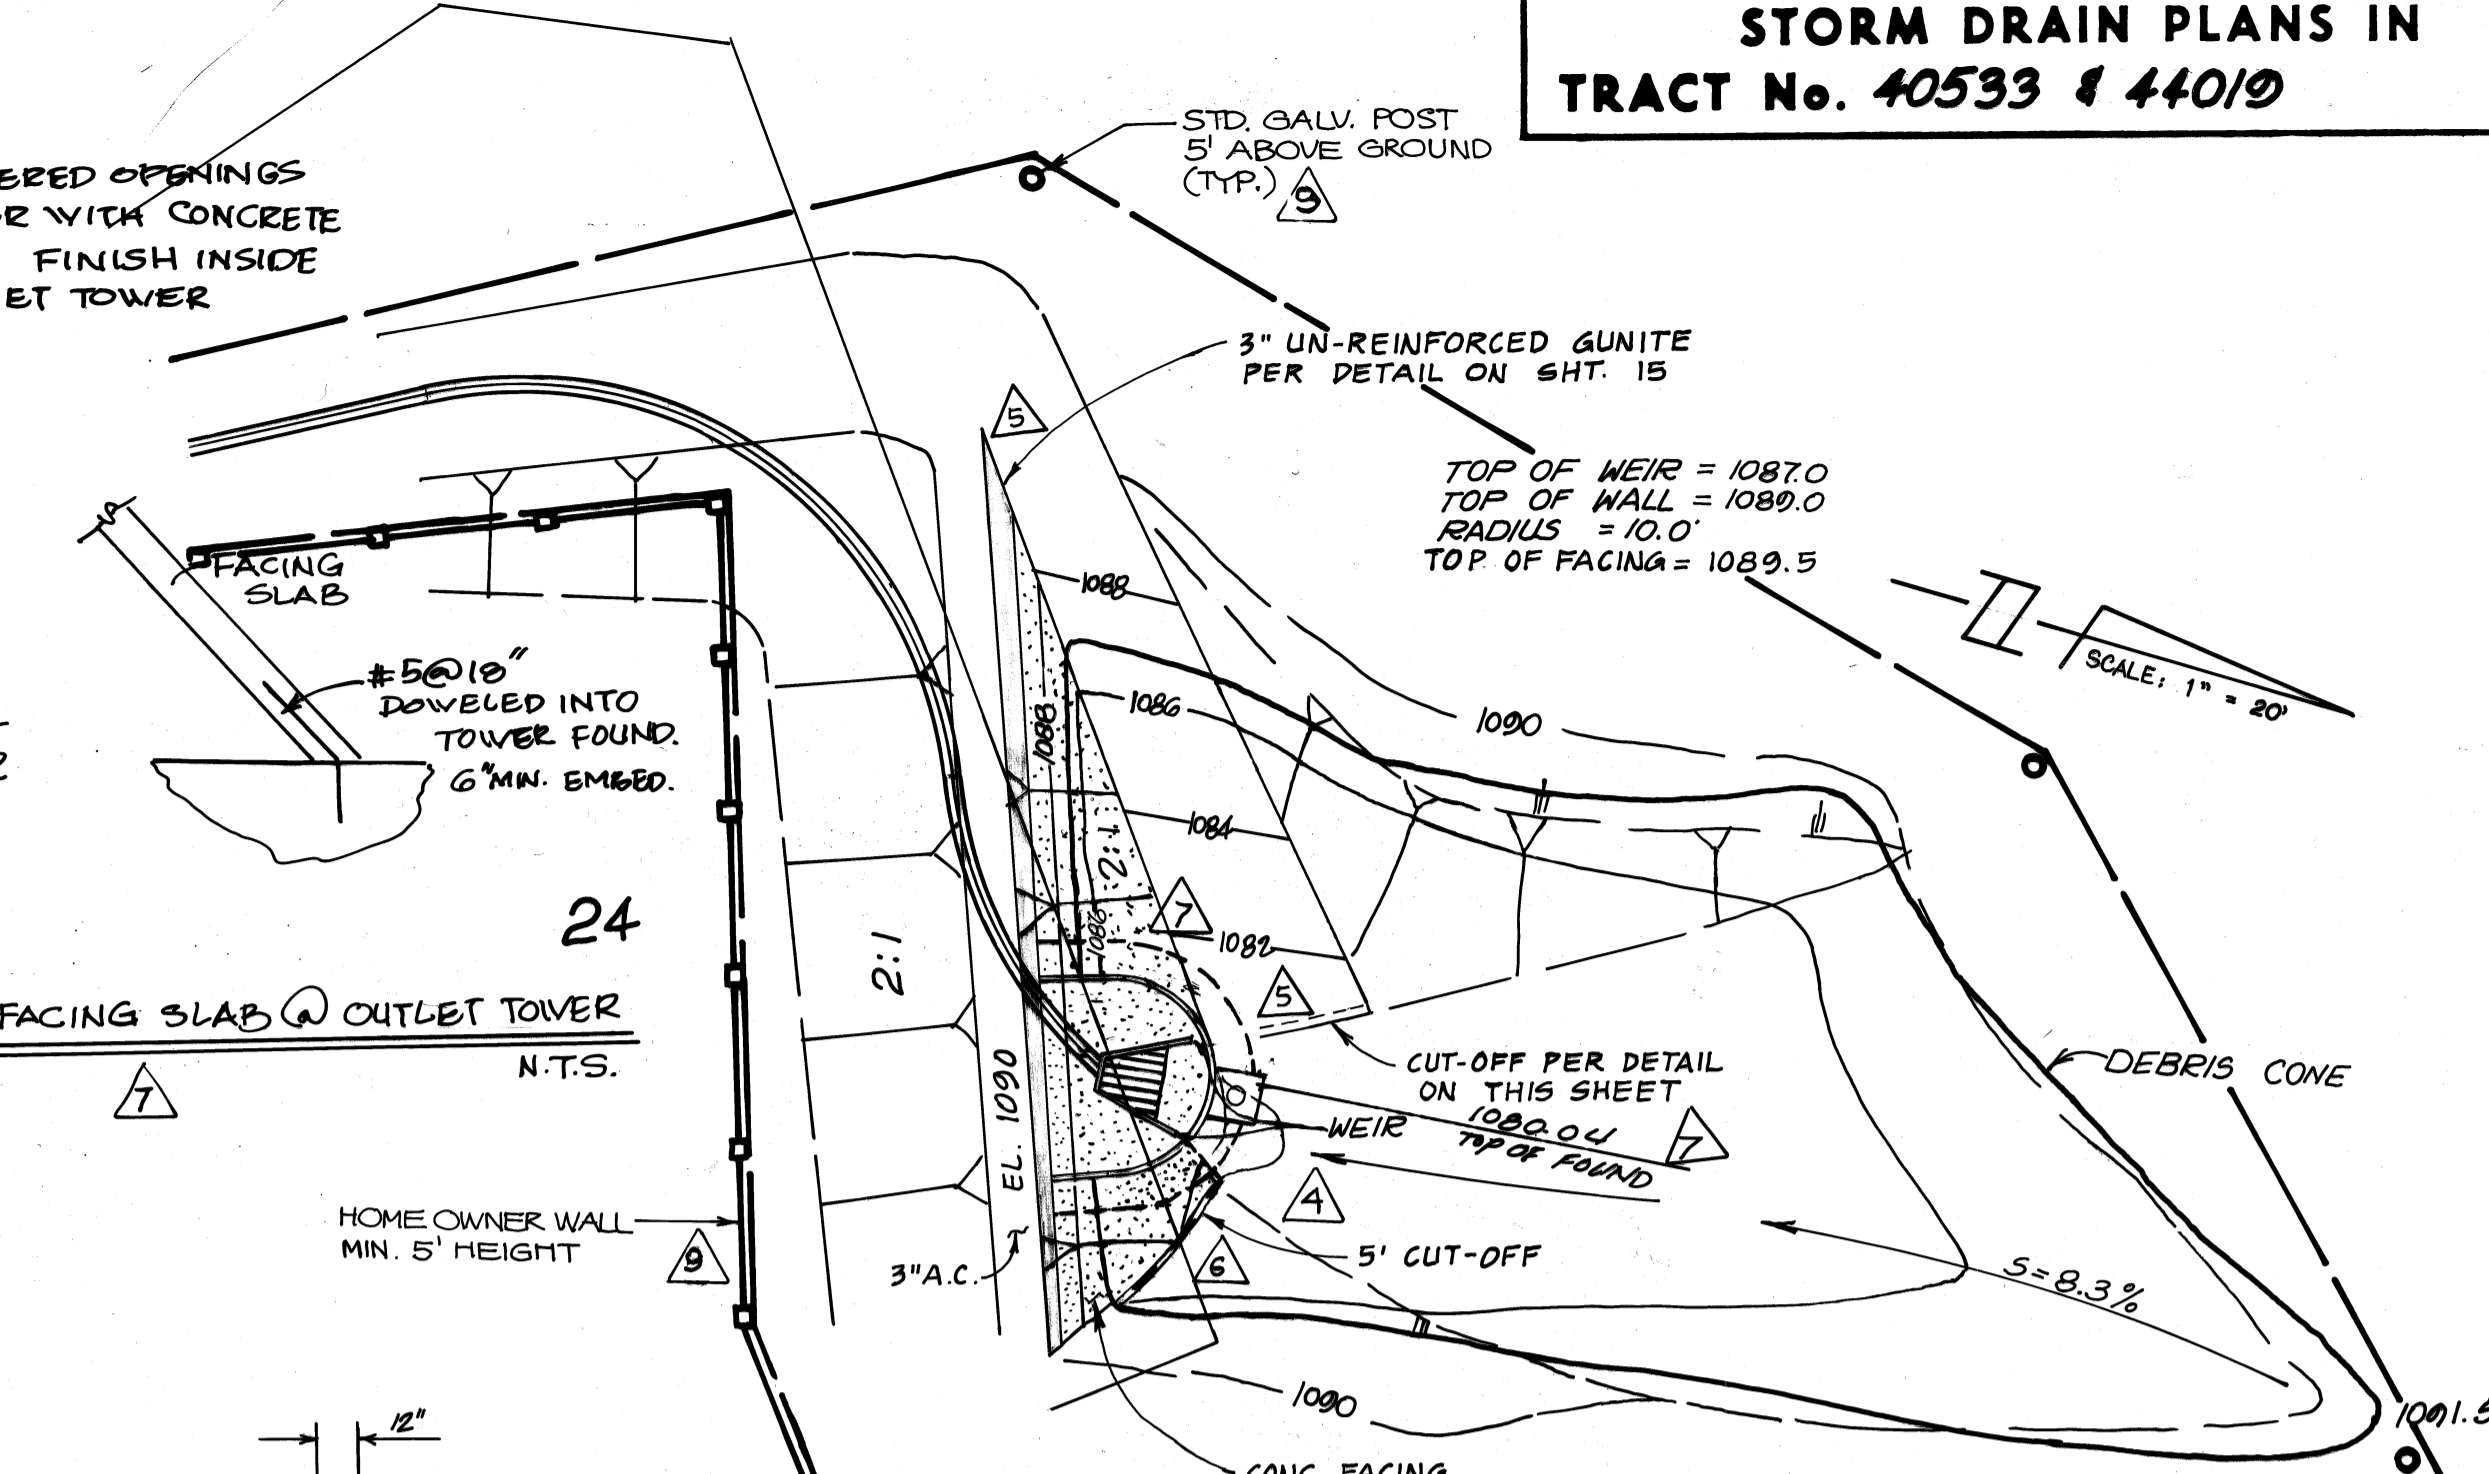 STORM DRAIN PLANS IN
TRACT No. 40533 & 44019
STD. GALV. POST
5' ABOVE GROUND
(TYP.)
9
ERED OPENINGS
WITH CONCRETE
FINISH INSIDE
ET TOWER
3" UN-REINFORCED GUNITE
PER DETAIL ON SHT. 15
5
TOP OF WEIR = 1087.0
TOP OF WALL = 1089.0
RADIUS = 10.0'
TOP OF FACING = 1089.5
FACING
SLAB
1088
SCALE: 1" = 20'
#5@18"
DOWELED INTO
TOWER FOUND.
6" MIN. EMBED.
1088
1086
1090
1084
2:1
24
7
1086
1082
2:1
5
FACING SLAB @ OUTLET TOWER
N.T.S.
7
EL. 1090
CUT-OFF PER DETAIL
ON THIS SHEET
1080.04
TOP OF FOUND
7
WEIR
DEBRIS CONE
4
HOME OWNER WALL
MIN. 5' HEIGHT
9
3" A.C.
6
5' CUT-OFF
S=8.3%
1090
1091.5
12"
CONC. FACING